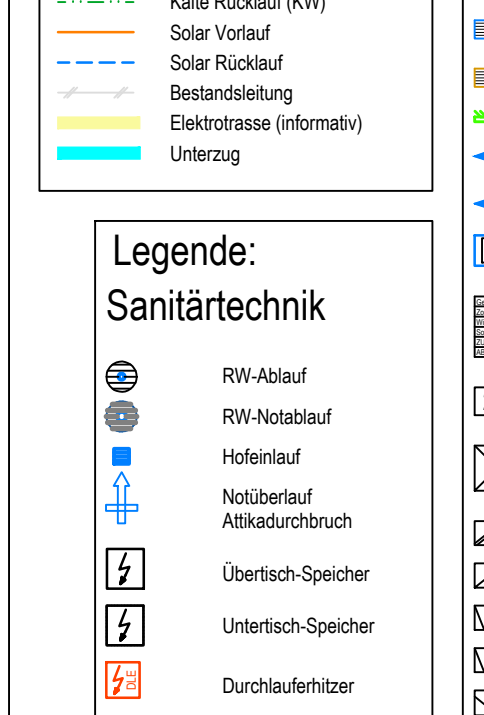 Kälte Rücklauf (KW)
Solar Vorlauf
Solar Rücklauf
Bestandsleitung
Elektrotrasse (informativ)
Unterzug
Legende:
Sanitärtechnik
RW-Ablauf
RW-Notablauf
Hofeinlauf
Notüberlauf
Attikadurchbruch
Übertisch-Speicher
Untertisch-Speicher
DLE
Durchlauferhitzer